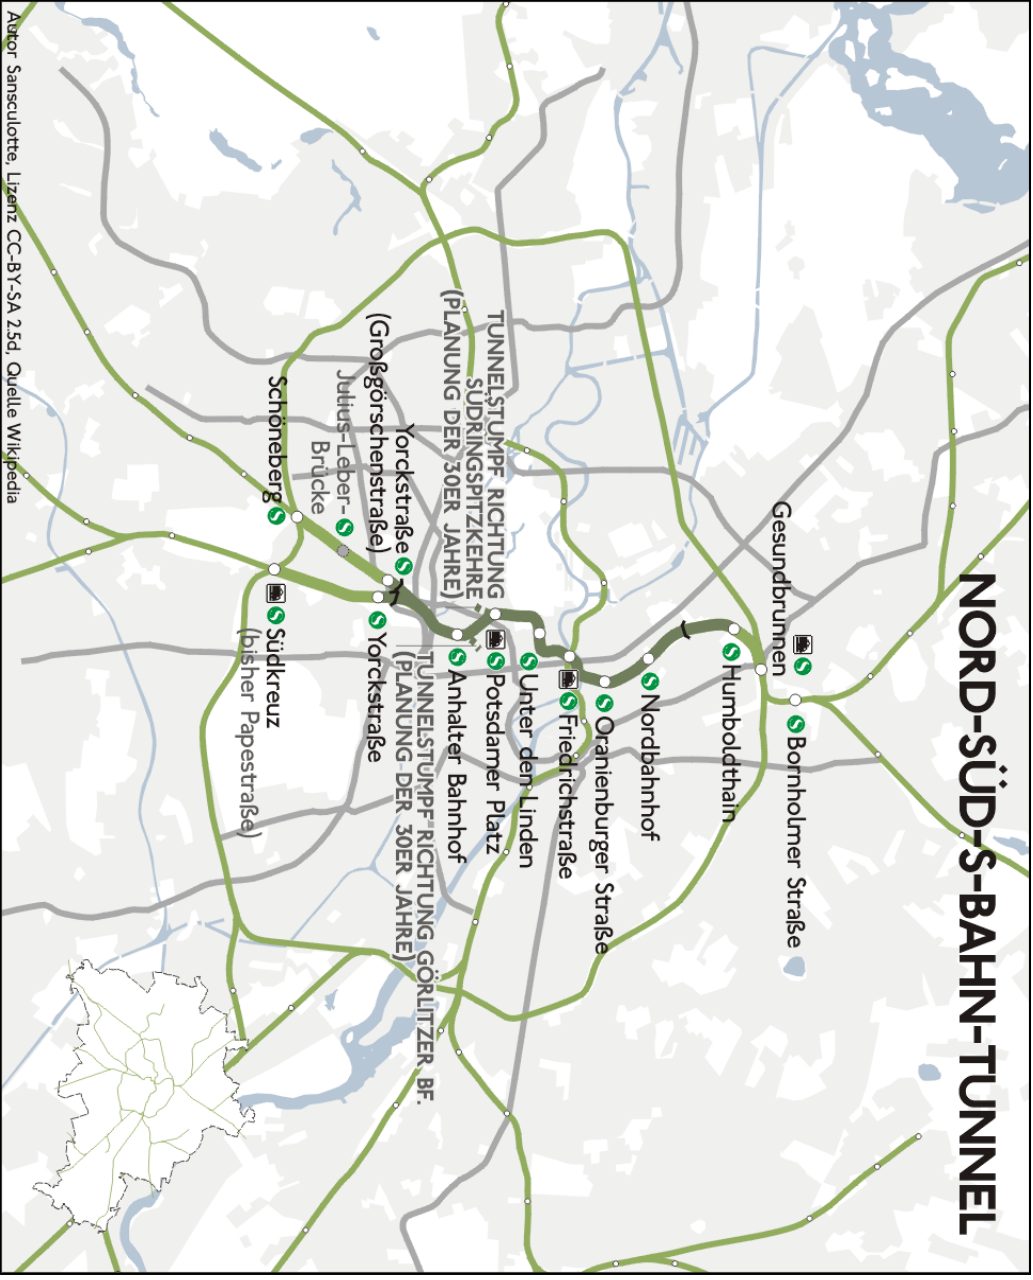 NORD-SÜD-S-BAHN-TUNNEL
Bornholmer Straße
Gesundbrunnen
Humboldthain
Nordbahnhof
Oranienburger Straße
Friedrichstraße
Unter den Linden
Potsdamer Platz
TUNNELSTUMPF RICHTUNG
SÜDRINGSPITZKEHRE
(PLANUNG DER 30ER JAHRE)
Anhalter Bahnhof
TUNNELSTUMPF RICHTUNG GÖRLITZER BF.
(PLANUNG DER 30ER JAHRE)
Yorckstraße
(Großgörschenstraße)
Yorckstraße
Julius-Leber-
Brücke
Schöneberg
Südkreuz
(bisher Papestraße)
Autor Sansculotte, Lizenz CC-BY-SA 2.5d, Quelle Wikipedia